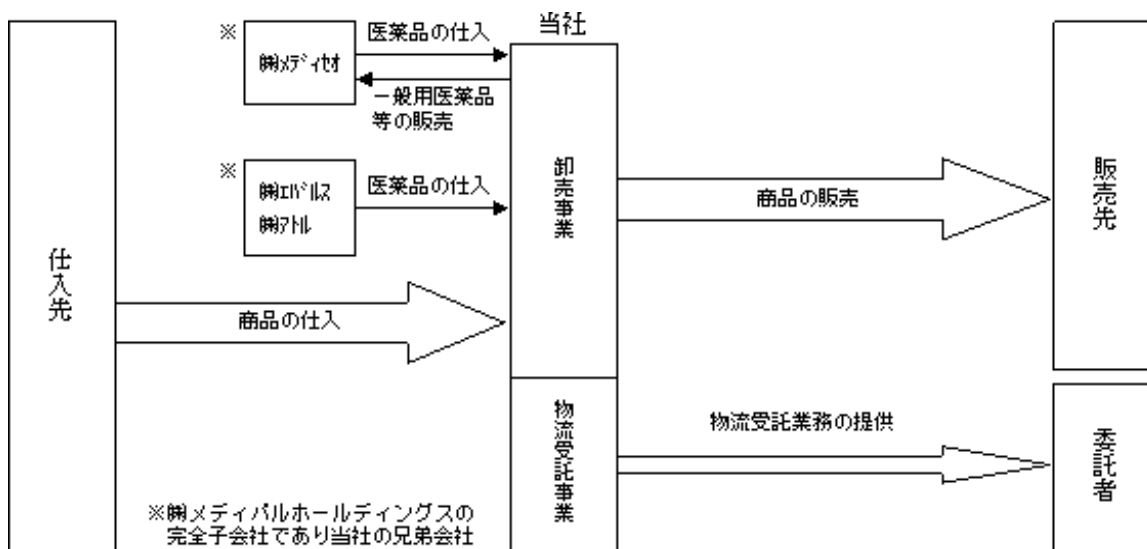 仕入先
※
㈱ﾒﾃﾞｨｾｵ
医薬品の仕入
一般用医薬品
等の販売
※
㈱ｴﾊﾞﾙｽ
㈱ｱﾄﾙ
医薬品の仕入
商品の仕入
当社
卸売事業
物流受託事業
商品の販売
物流受託業務の提供
販売先
委託者
※㈱メディパルホールディングスの
完全子会社であり当社の兄弟会社